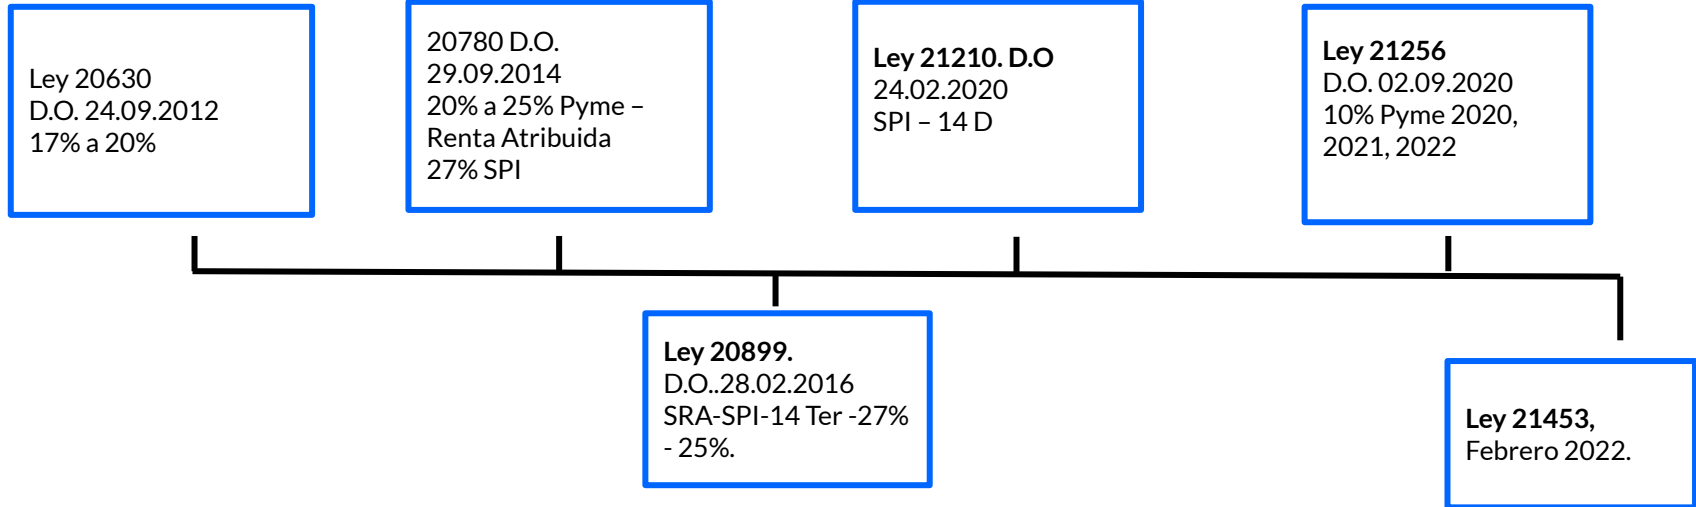 Ley 20630
D.O. 24.09.2012
17% a 20%
20780 D.O.
29.09.2014
20% a 25% Pyme –
Renta Atribuida
27% SPI
Ley 21210. D.O
24.02.2020
SPI – 14 D
Ley 21256
D.O. 02.09.2020
10% Pyme 2020,
2021, 2022
Ley 20899.
D.O..28.02.2016
SRA-SPI-14 Ter -27%
- 25%.
Ley 21453,
Febrero 2022.